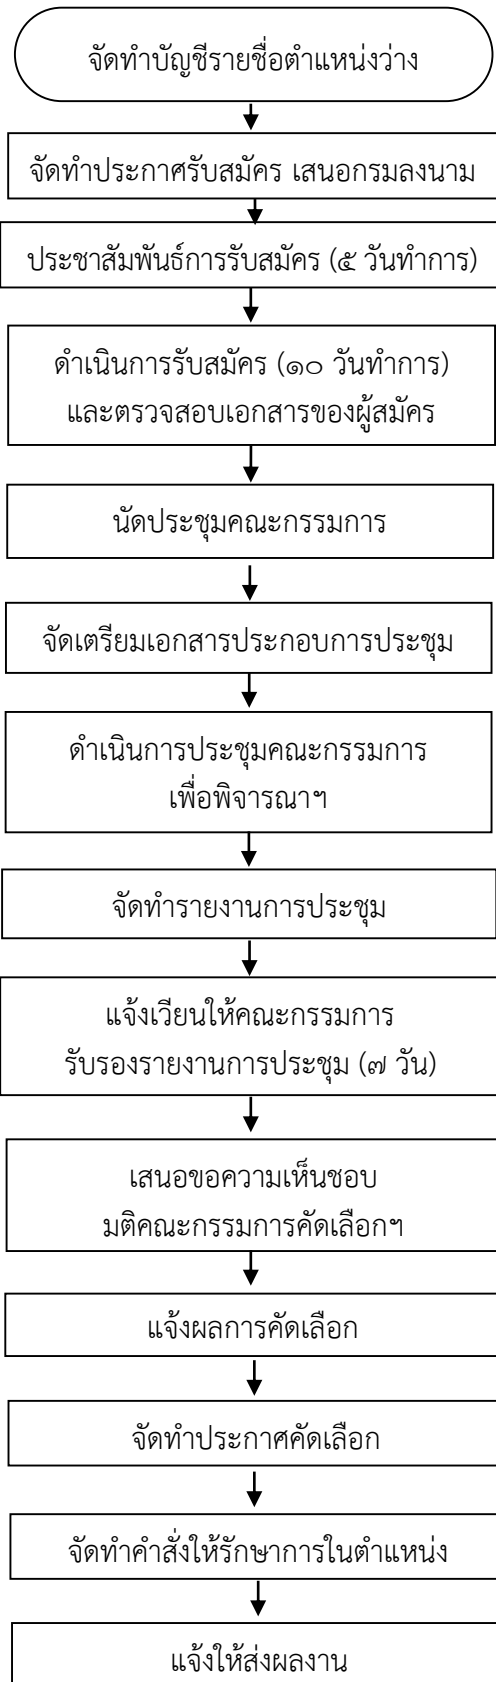 จัดทำบัญชีรายชื่อตำแหน่งว่าง
จัดทำประกาศรับสมัคร เสนอกรมลงนาม
ประชาสัมพันธ์การรับสมัคร (๕ วันทำการ)
ดำเนินการรับสมัคร (๑๐ วันทำการ)
และตรวจสอบเอกสารของผู้สมัคร
นัดประชุมคณะกรรมการ
จัดเตรียมเอกสารประกอบการประชุม
ดำเนินการประชุมคณะกรรมการ
เพื่อพิจารณาฯ
จัดทำรายงานการประชุม
แจ้งเวียนให้คณะกรรมการ
รับรองรายงานการประชุม (๗ วัน)
เสนอขอความเห็นชอบ
มติคณะกรรมการคัดเลือกฯ
แจ้งผลการคัดเลือก
จัดทำประกาศคัดเลือก
จัดทำคำสั่งให้รักษาการในตำแหน่ง
แจ้งให้ส่งผลงาน